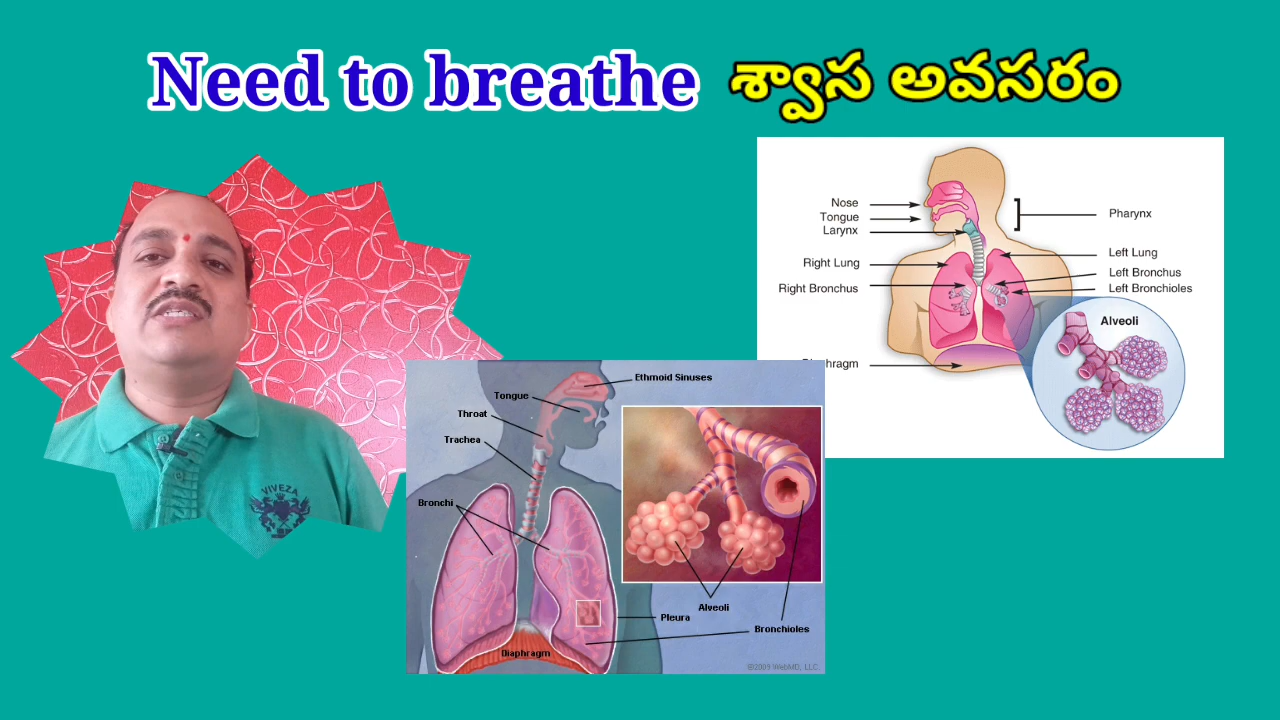 Need to breathe శ్వాస అవసరం
Nose
Tongue
Larynx
Right Lung
Right Bronchus
Pharynx
Left Lung
Left Bronchus
Left Bronchioles
Alveoli
hragm
Ethmoid Sinuses
Tongue
Throat
Trachea
Bronchi
Alveoli
Pleura
Bronchioles
Diaphragm
©2009 WebMD, LLC.
VIVEZA